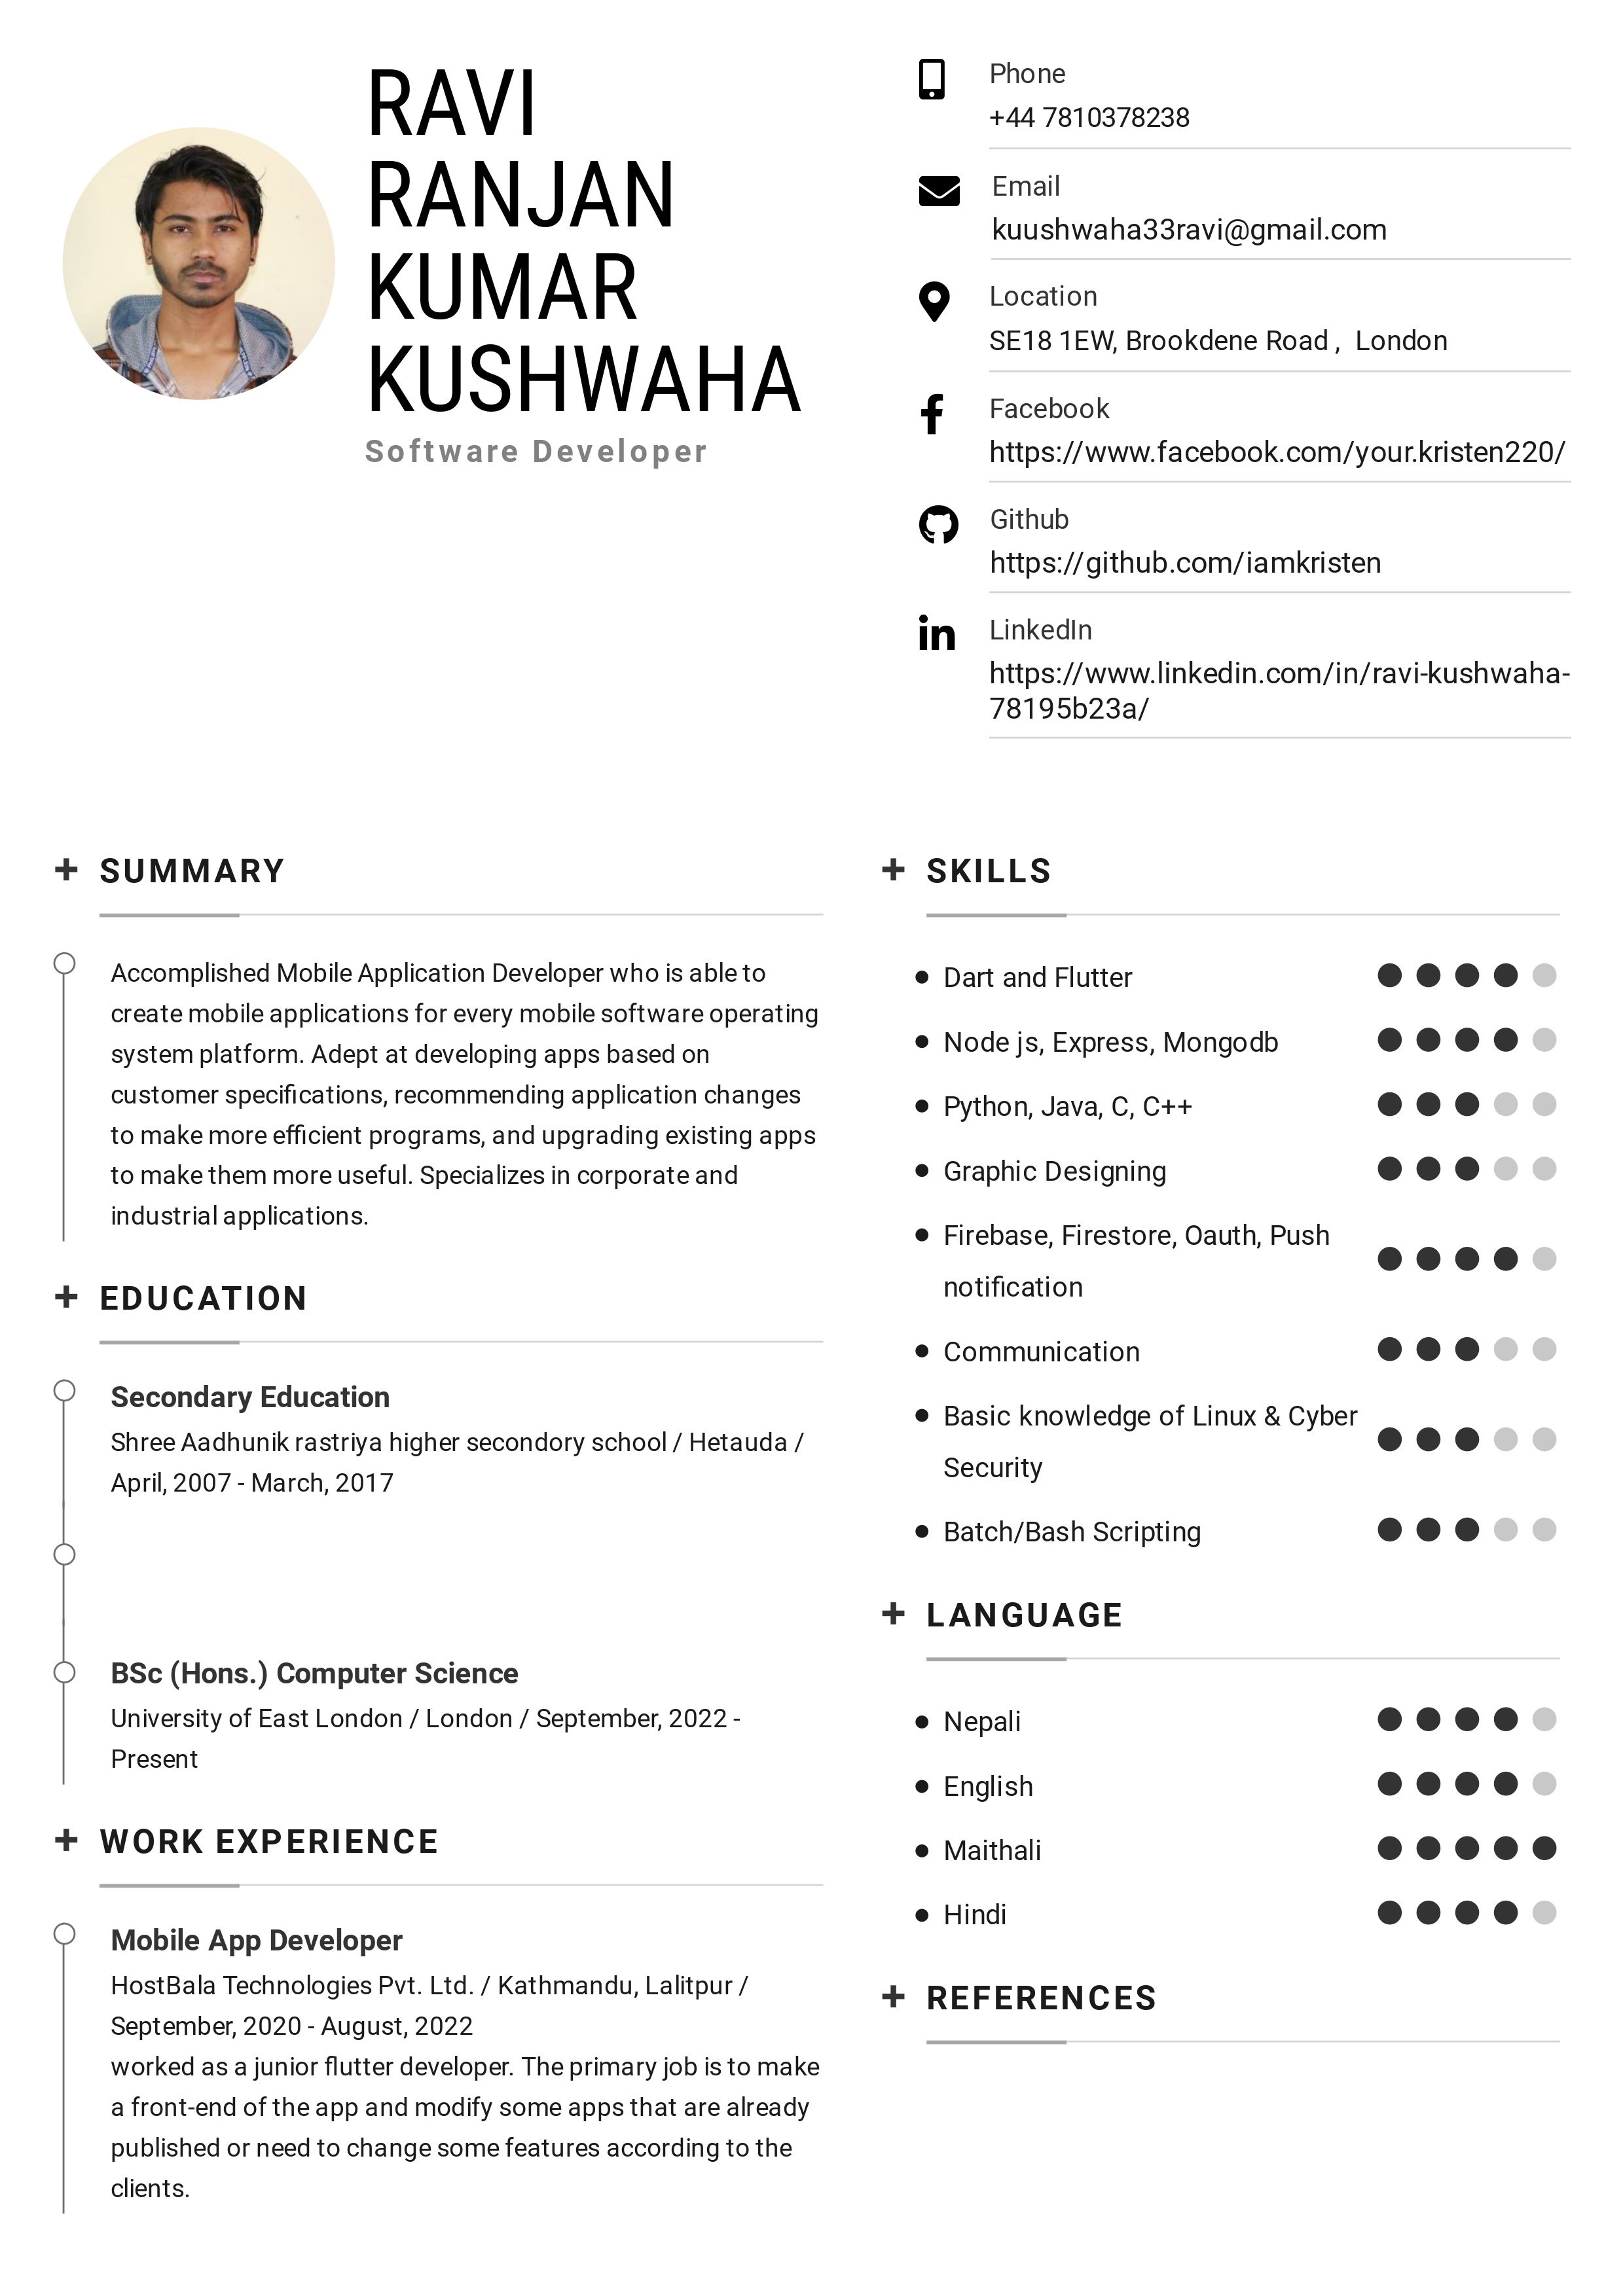 RAVI
RANJAN
KUMAR
KUSHWAHA
Software Developer
Phone
+44 7810378238
Email
kuushwaha33ravi@gmail.com
Location
SE18 1EW, Brookdene Road ,  London
Facebook
https://www.facebook.com/your.kristen220/
Github
https://github.com/iamkristen
LinkedIn
https://www.linkedin.com/in/ravi-kushwaha-
78195b23a/
SUMMARY
Accomplished Mobile Application Developer who is able to
create mobile applications for every mobile software operating
system platform. Adept at developing apps based on
customer specifications, recommending application changes
to make more efficient programs, and upgrading existing apps
to make them more useful. Specializes in corporate and
industrial applications.
EDUCATION
Secondary Education
Shree Aadhunik rastriya higher secondory school / Hetauda /
April, 2007 - March, 2017
BSc (Hons.) Computer Science
University of East London / London / September, 2022 -
Present
WORK EXPERIENCE
Mobile App Developer
HostBala Technologies Pvt. Ltd. / Kathmandu, Lalitpur /
September, 2020 - August, 2022
worked as a junior flutter developer. The primary job is to make
a front-end of the app and modify some apps that are already
published or need to change some features according to the
clients.
SKILLS
Dart and Flutter
Node js, Express, Mongodb
Python, Java, C, C++
Graphic Designing
Firebase, Firestore, Oauth, Push
notification
Communication
Basic knowledge of Linux & Cyber
Security
Batch/Bash Scripting
LANGUAGE
Nepali
English
Maithali
Hindi
REFERENCES